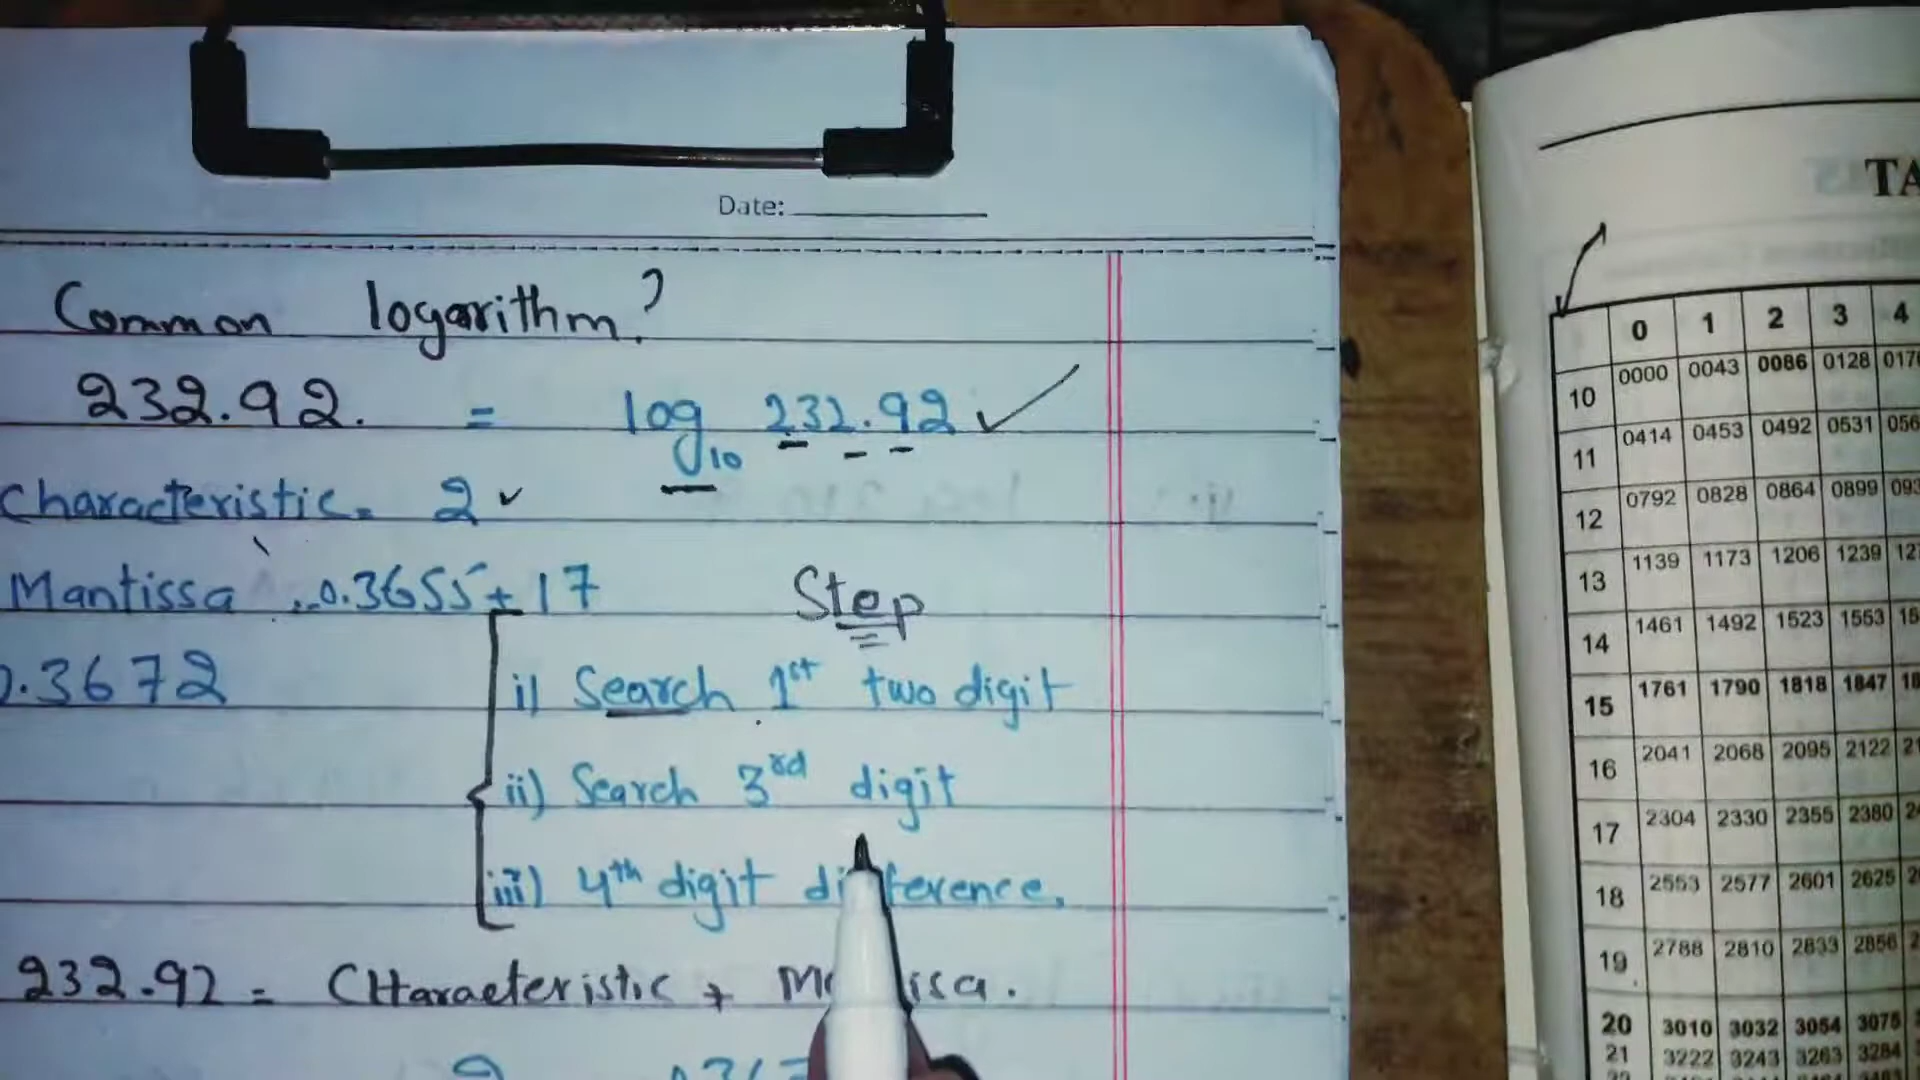 Date:
Common logarithm?
232.92. = log10 232.92 ✓
Characteristic = 2 ✓
Mantissa 0.3655 + 17
Step
0.3672
i) Search 1st two digit
ii) Search 3rd digit
iii) 4th digit difference.
232.92 = CHaracteristic +
TA
0 1 2 3 4
10 0000 0043 0086 0128
11 0414 0453 0492 0531
12 0792 0828 0864 0899
13 1139 1173 1206 1239
14 1461 1492 1523 1553
15 1761 1790 1818 1847
16 2041 2068 2095 2122
17 2304 2330 2355 2380
18 2553 2577 2601 2625
19 2788 2810 2833 2856
20 3010 3032 3054 3075
21 3222 3243 3263 3284